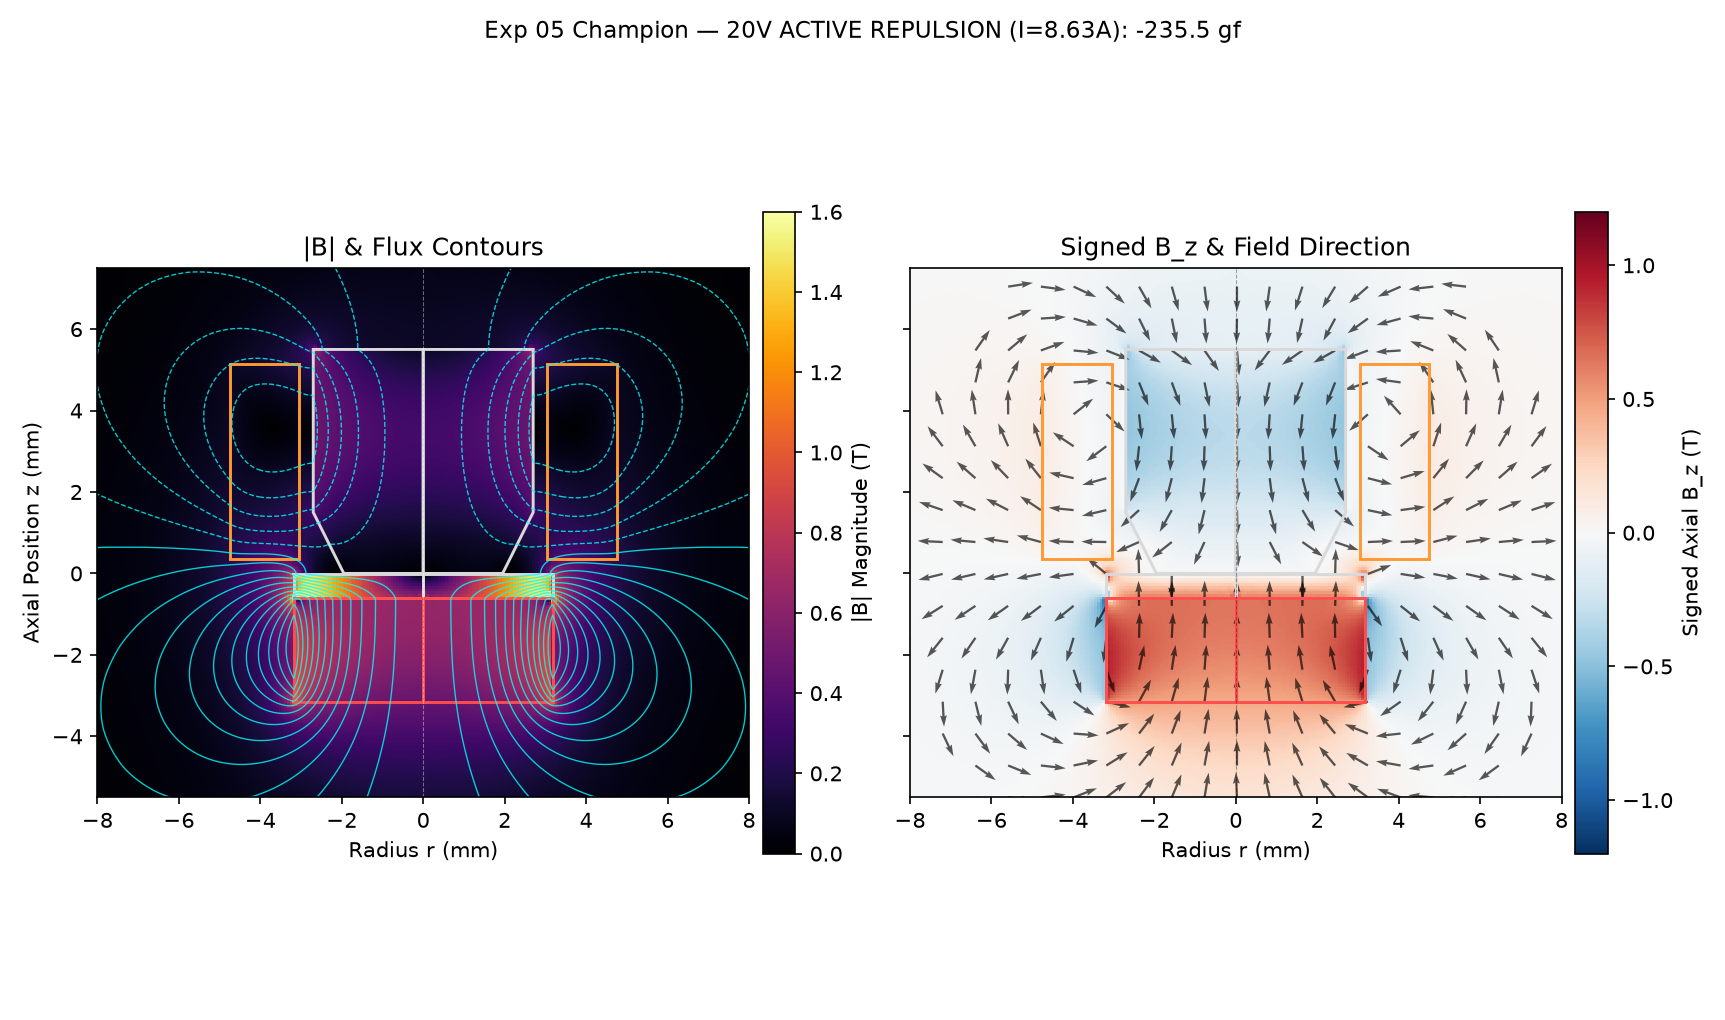 Exp 05 Champion — 20V ACTIVE REPULSION (I=8.63A): -235.5 gf
|B| & Flux Contours
Signed B_z & Field Direction
Axial Position z (mm)
6
4
2
0
−2
−4
−8 −6 −4 −2 0 2 4 6 8
Radius r (mm)
1.6
1.4
1.2
1.0
0.8
0.6
0.4
0.2
0.0
|B| Magnitude (T)
−8 −6 −4 −2 0 2 4 6 8
Radius r (mm)
1.0
0.5
0.0
−0.5
−1.0
Signed Axial B_z (T)